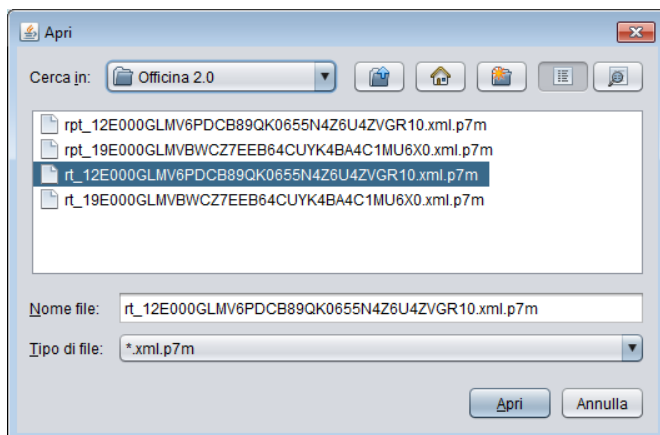 Apri
Cerca in: Officina 2.0
rpt_12E000GLMV6PDCB89QK0655N4Z6U4ZVGR10.xml.p7m
rpt_19E000GLMVBWCZ7EEB64CUYK4BA4C1MU6X0.xml.p7m
rt_12E000GLMV6PDCB89QK0655N4Z6U4ZVGR10.xml.p7m
rt_19E000GLMVBWCZ7EEB64CUYK4BA4C1MU6X0.xml.p7m
Nome file: rt_12E000GLMV6PDCB89QK0655N4Z6U4ZVGR10.xml.p7m
Tipo di file: *.xml.p7m
Apri Annulla